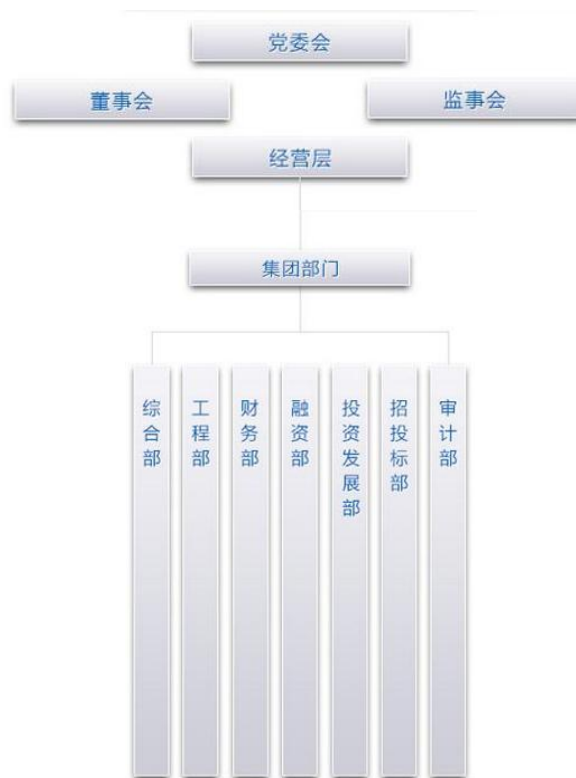 党委会
董事会
监事会
经营层
集团部门
综合部
工程部
财务部
融资部
投资发展部
招投标部
审计部